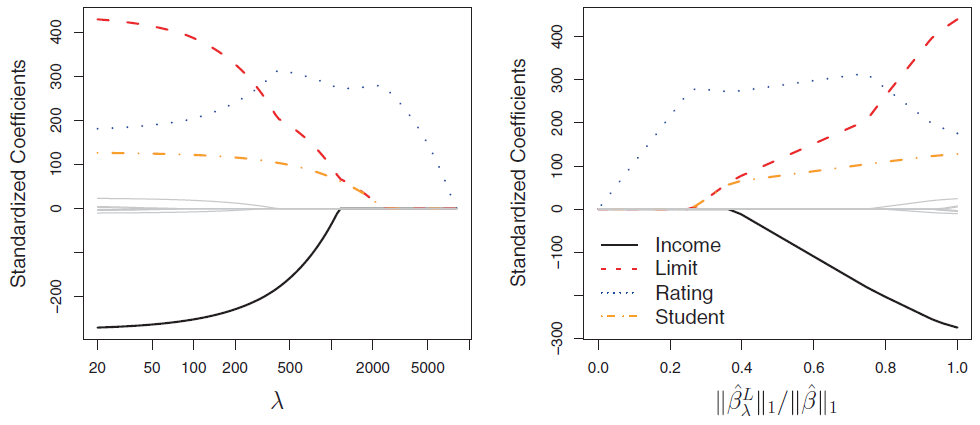 Standardized Coefficients
400
300
200
100
0
−200
20 50 100 200 500 2000 5000
λ
Standardized Coefficients
400
300
200
100
0
−100
−300
Income
Limit
Rating
Student
0.0 0.2 0.4 0.6 0.8 1.0
‖β̂λᴸ‖₁/‖β̂‖₁